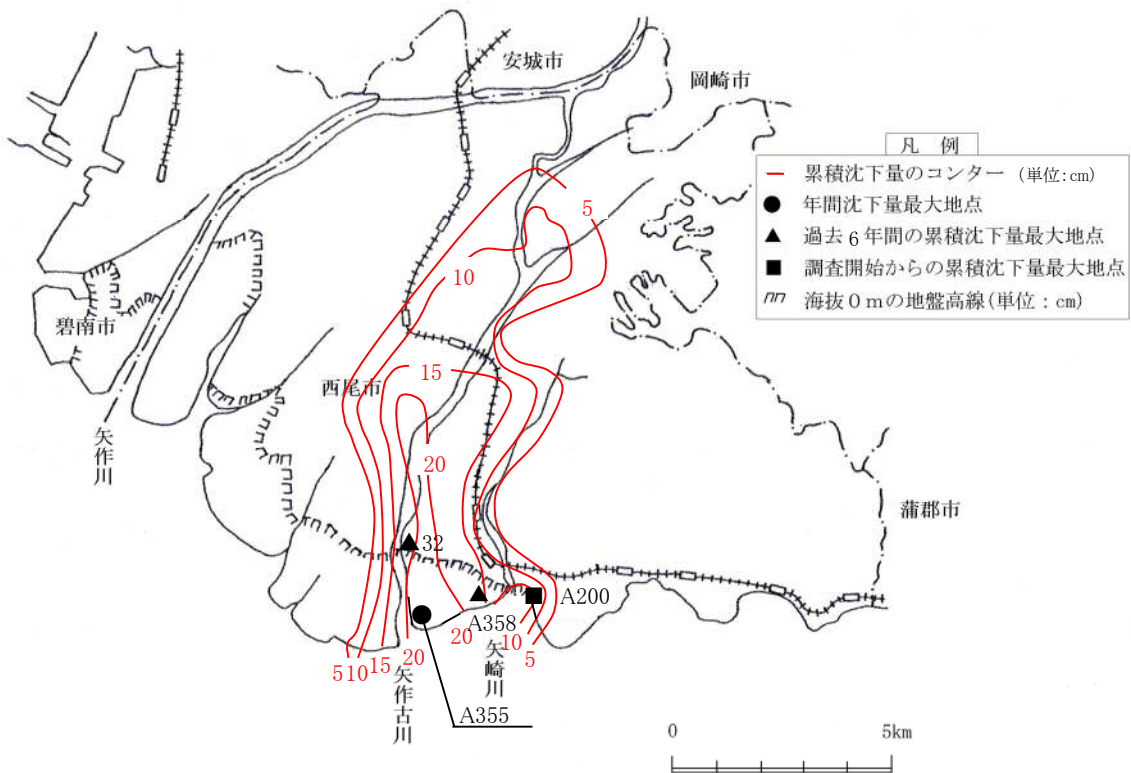 安城市
岡崎市
凡 例
累積沈下量のコンター (単位:cm)
年間沈下量最大地点
過去6年間の累積沈下量最大地点
調査開始からの累積沈下量最大地点
海抜0mの地盤高線(単位:cm)
5
10
碧南市
西尾市
15
矢作川
20
蒲郡市
32
A200
A358
20
10
5
5
10
15
20
矢崎川
矢作古川
A355
0
5km